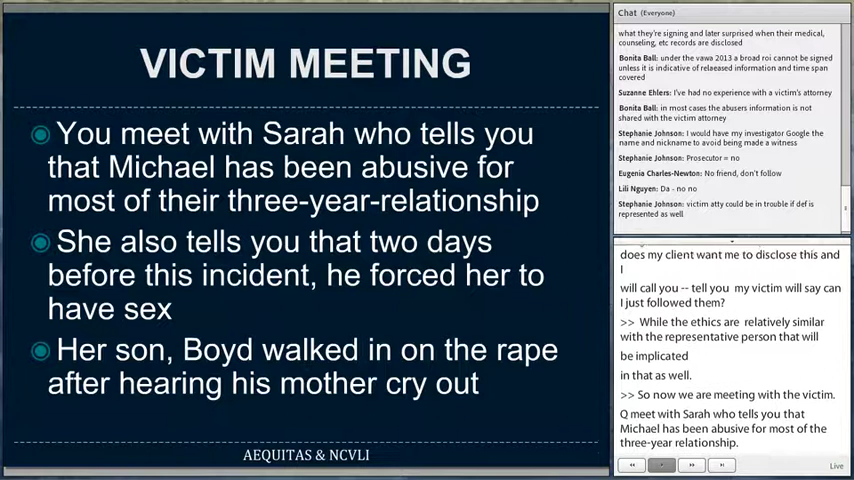 VICTIM MEETING
You meet with Sarah who tells you
that Michael has been abusive for
most of their three-year-relationship
She also tells you that two days
before this incident, he forced her to
have sex
Her son, Boyd walked in on the rape
after hearing his mother cry out
AEQUITAS & NCVLI
Chat (Everyone)
what they're signing and later surprised when their medical,
counseling, etc records are disclosed
Bonita Ball: under the vawa 2013 a broad roi cannot be signed
unless it is indicative of relaeased information and time span
covered
Suzanne Ehlers: I've had no experience with a victim's attorney
Bonita Ball: in most cases the abusers information is not
shared with the victim attorney
Stephanie Johnson: I would have my investigator Google the
name and nickname to avoid being made a witness
Stephanie Johnson: Prosecutor = no
Eugenia Charles-Newton: No friend, don't follow
Lili Nguyen: Da - no no
Stephanie Johnson: victim atty could be in trouble if def is
represented as well
does my client want me to disclose this and
I
will call you -- tell you my victim will say can
I just followed them?
>> While the ethics are relatively similar
with the representative person that will
be implicated
in that as well.
>> So now we are meeting with the victim.
Q meet with Sarah who tells you that
Michael has been abusive for most of the
three-year relationship.
Live